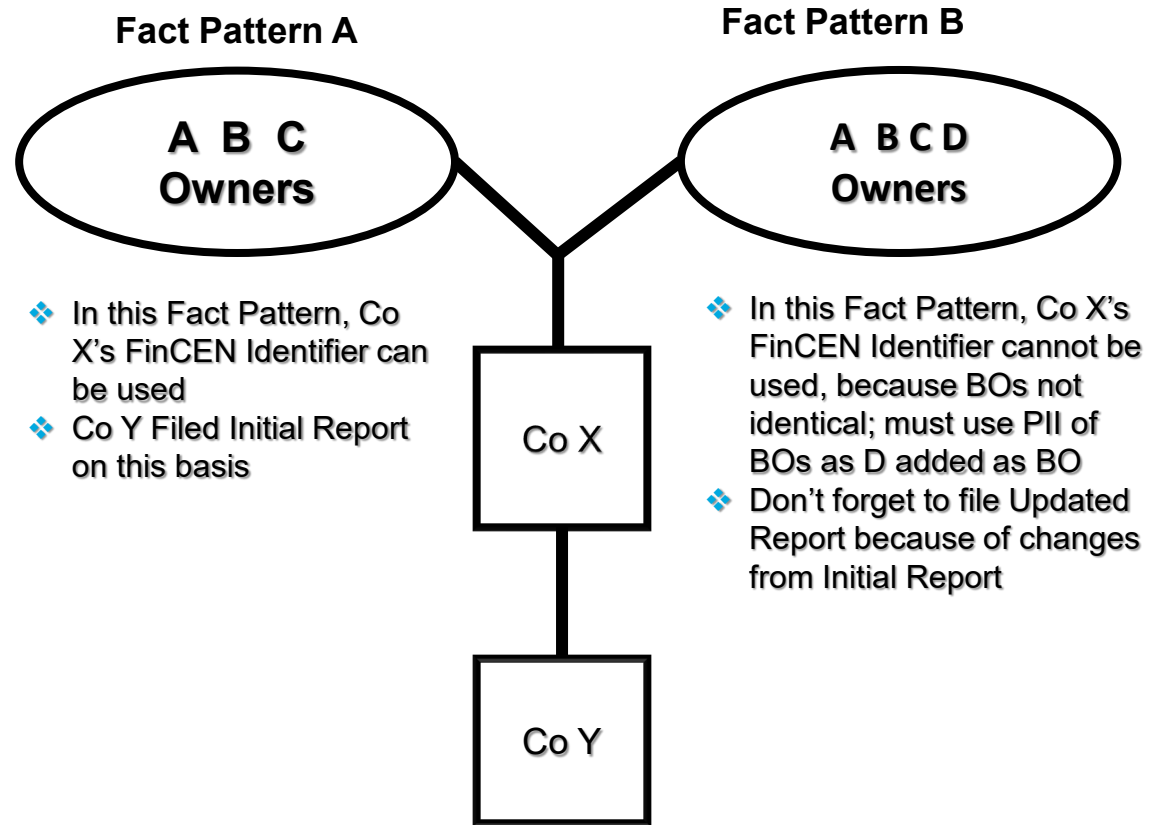 Fact Pattern A
A B C
Owners
❖ In this Fact Pattern, Co
X's FinCEN Identifier can
be used
❖ Co Y Filed Initial Report
on this basis
Fact Pattern B
A B C D
Owners
❖ In this Fact Pattern, Co X's
FinCEN Identifier cannot be
used, because BOs not
identical; must use PII of
BOs as D added as BO
❖ Don't forget to file Updated
Report because of changes
from Initial Report
Co X
Co Y